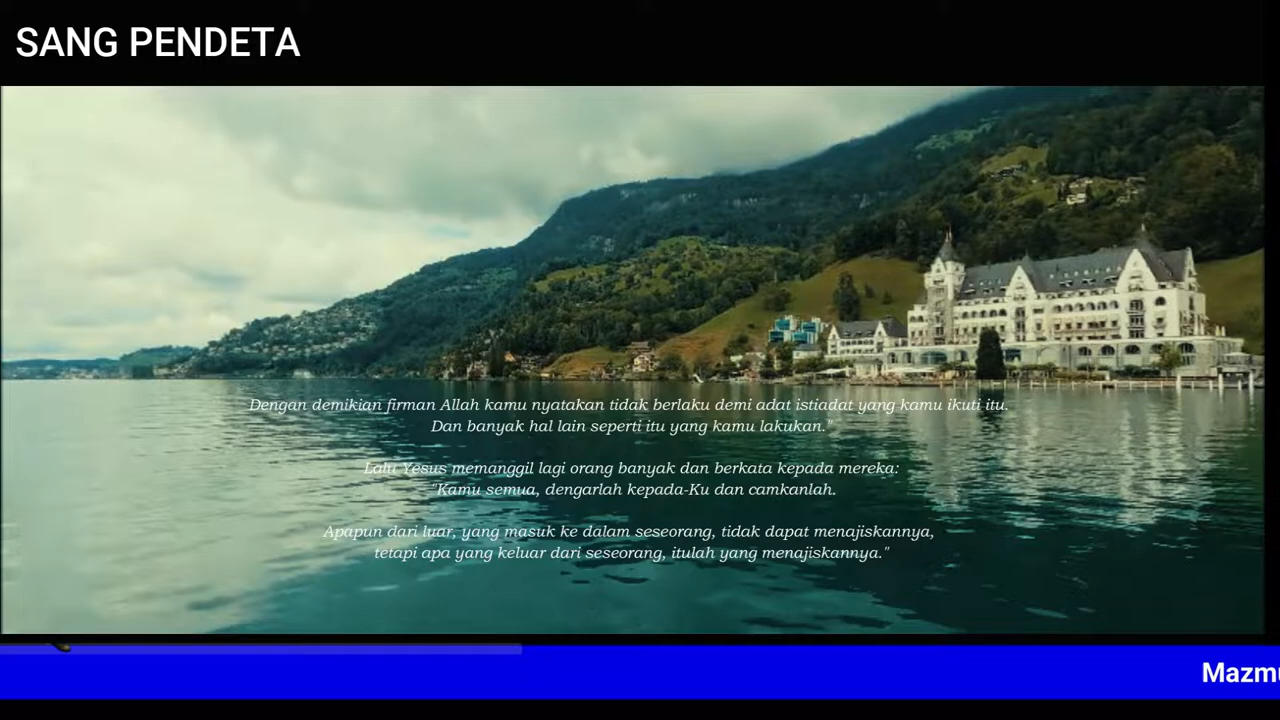 SANG PENDETA
Dengan demikian firman Allah kamu nyatakan tidak berlaku demi adat istiadat yang kamu ikuti itu.
Dan banyak hal lain seperti itu yang kamu lakukan."
Lalu Yesus memanggil lagi orang banyak dan berkata kepada mereka:
"Kamu semua, dengarlah kepada-Ku dan camkanlah.
Apapun dari luar, yang masuk ke dalam seseorang, tidak dapat menajiskannya,
tetapi apa yang keluar dari seseorang, itulah yang menajiskannya."